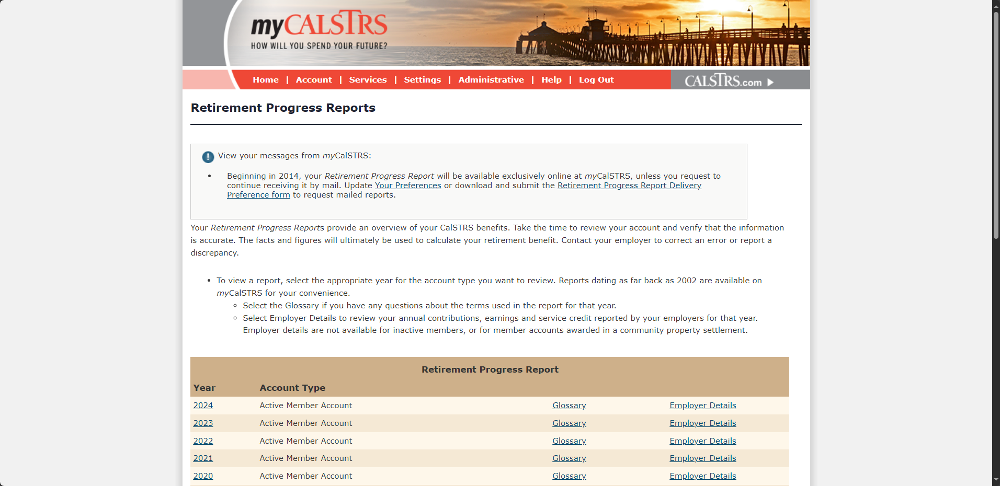 myCALSTRS
HOW WILL YOU SPEND YOUR FUTURE?
Home | Account | Services | Settings | Administrative | Help | Log Out
CALSTRS.com
Retirement Progress Reports
View your messages from myCalSTRS:
• Beginning in 2014, your Retirement Progress Report will be available exclusively online at myCalSTRS, unless you request to
continue receiving it by mail. Update Your Preferences or download and submit the Retirement Progress Report Delivery
Preference form to request mailed reports.
Your Retirement Progress Reports provide an overview of your CalSTRS benefits. Take the time to review your account and verify that the information
is accurate. The facts and figures will ultimately be used to calculate your retirement benefit. Contact your employer to correct an error or report a
discrepancy.
• To view a report, select the appropriate year for the account type you want to review. Reports dating as far back as 2002 are available on
myCalSTRS for your convenience.
◦ Select the Glossary if you have any questions about the terms used in the report for that year.
◦ Select Employer Details to review your annual contributions, earnings and service credit reported by your employers for that year.
Employer details are not available for inactive members, or for member accounts awarded in a community property settlement.
Retirement Progress Report
Year Account Type
2024 Active Member Account Glossary Employer Details
2023 Active Member Account Glossary Employer Details
2022 Active Member Account Glossary Employer Details
2021 Active Member Account Glossary Employer Details
2020 Active Member Account Glossary Employer Details